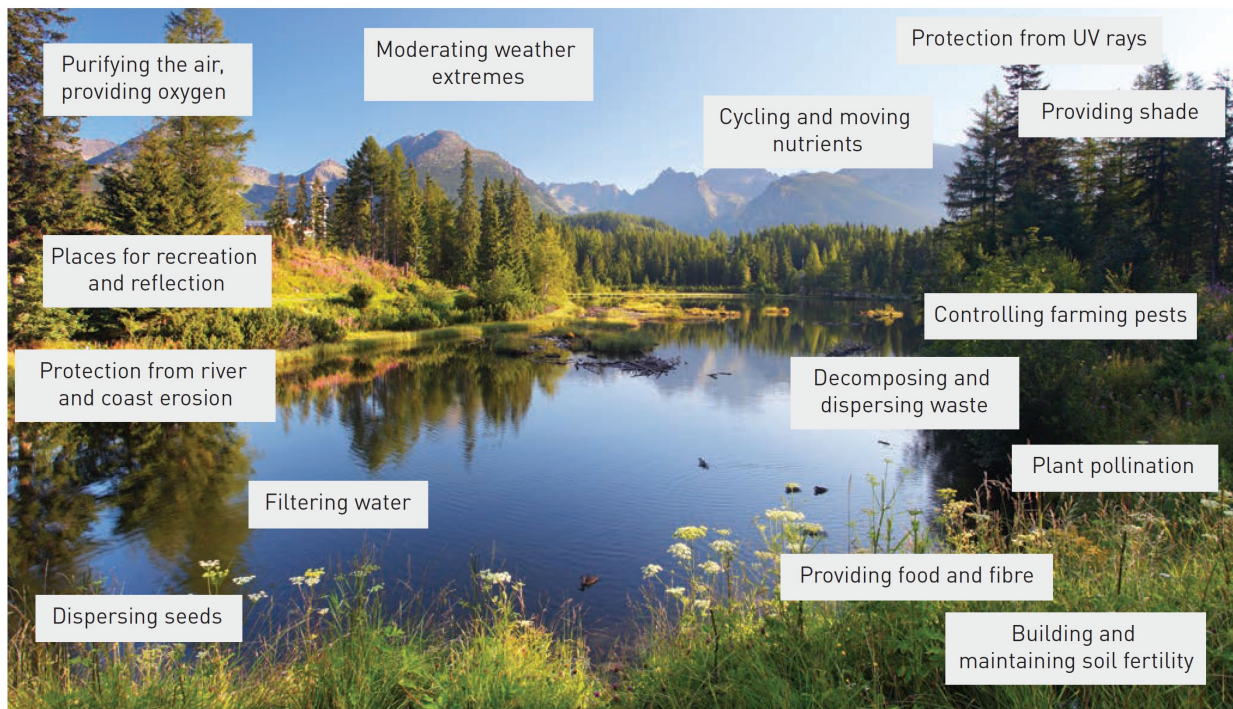 Purifying the air,
providing oxygen
Moderating weather
extremes
Protection from UV rays
Cycling and moving
nutrients
Providing shade
Places for recreation
and reflection
Controlling farming pests
Protection from river
and coast erosion
Decomposing and
dispersing waste
Plant pollination
Filtering water
Providing food and fibre
Dispersing seeds
Building and
maintaining soil fertility